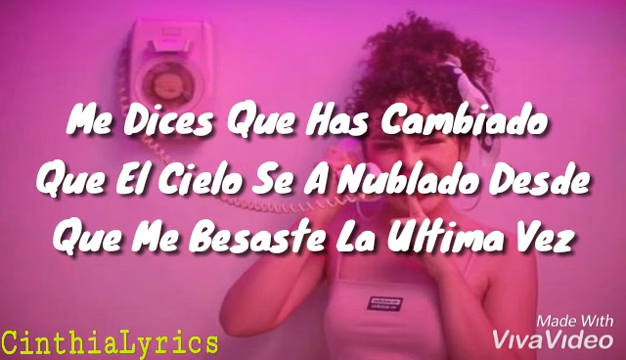 Me Dices Que Has Cambiado
Que El Cielo Se A Nublado Desde
Que Me Besaste La Ultima Vez
CinthiaLyrics
Made With
VivaVideo